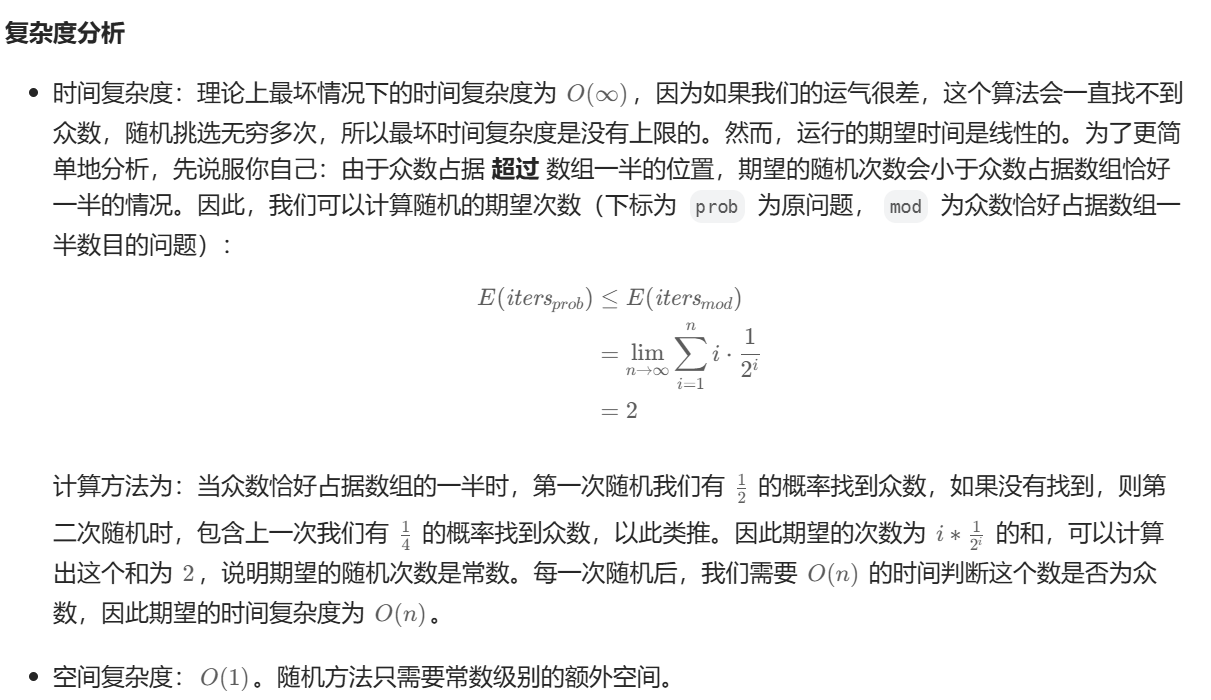 复杂度分析
• 时间复杂度：理论上最坏情况下的时间复杂度为 O(∞)，因为如果我们的运气很差，这个算法会一直找不到
众数，随机挑选无穷多次，所以最坏时间复杂度是没有上限的。然而，运行的期望时间是线性的。为了更简
单地分析，先说服你自己：由于众数占据 超过 数组一半的位置，期望的随机次数会小于众数占据数组恰好
一半的情况。因此，我们可以计算随机的期望次数（下标为 prob 为原问题， mod 为众数恰好占据数组一
半数目的问题）：
E(iters_{prob}) ≤ E(iters_{mod})
= \lim_{n→∞} \sum_{i=1}^{n} i · \frac{1}{2^i}
= 2
计算方法为：当众数恰好占据数组的一半时，第一次随机我们有 \frac{1}{2} 的概率找到众数，如果没有找到，则第
二次随机时，包含上一次我们有 \frac{1}{4} 的概率找到众数，以此类推。因此期望的次数为 i * \frac{1}{2^i} 的和，可以计算
出这个和为 2，说明期望的随机次数是常数。每一次随机后，我们需要 O(n) 的时间判断这个数是否为众
数，因此期望的时间复杂度为 O(n)。
• 空间复杂度：O(1)。随机方法只需要常数级别的额外空间。